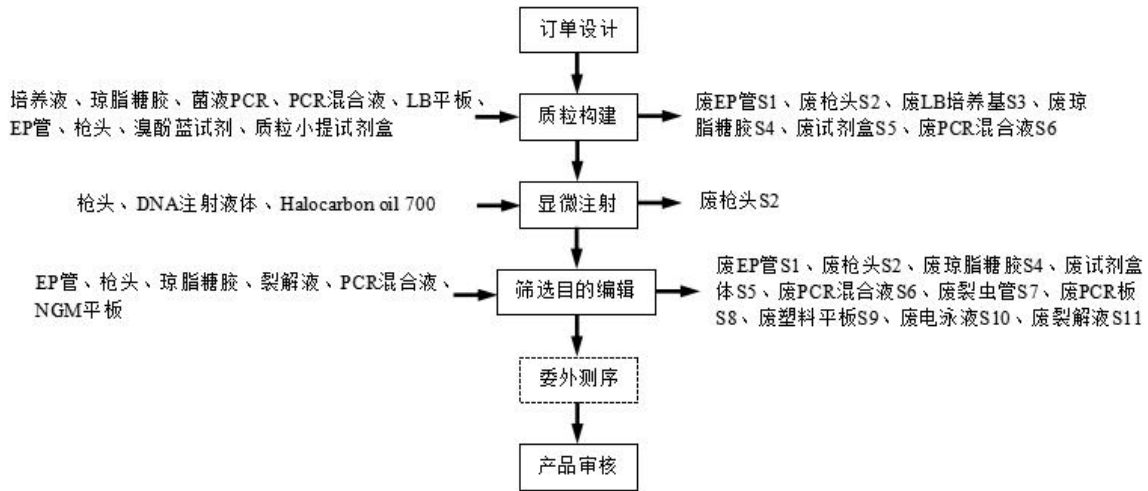 订单设计
培养液、琼脂糖胶、菌液PCR、PCR混合液、LB平板、
EP管、枪头、溴酚蓝试剂、质粒小提试剂盒
质粒构建
废EP管S1、废枪头S2、废LB培养基S3、废琼
脂糖胶S4、废试剂盒S5、废PCR混合液S6
枪头、DNA注射液体、Halocarbon oil 700
显微注射
废枪头S2
EP管、枪头、琼脂糖胶、裂解液、PCR混合液、
NGM平板
筛选目的编辑
废EP管S1、废枪头S2、废琼脂糖胶S4、废试剂盒
体S5、废PCR混合液S6、废裂虫管S7、废PCR板
S8、废塑料平板S9、废电泳液S10、废裂解液S11
委外测序
产品审核